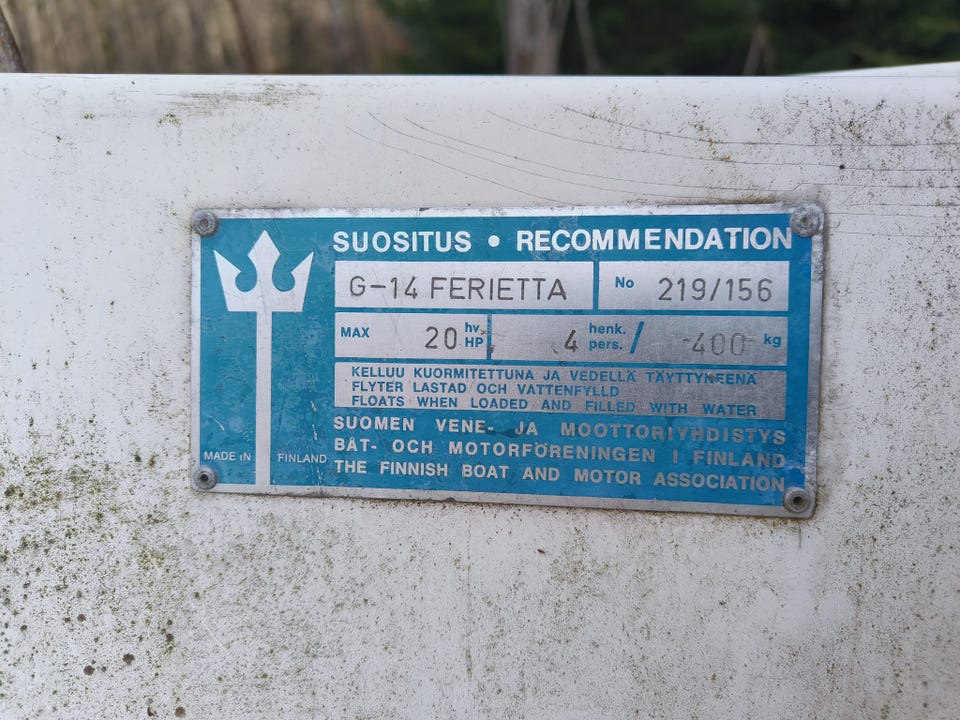 SUOSITUS • RECOMMENDATION
G-14 FERIETTA No 219/156
MAX 20 hv HP 4 henk. pers. / 400 kg
KELLUU KUORMITETTUNA JA VEDELLÄ TÄYTTYKEENÄ
FLYTER LASTAD OCH VATTENFYLLD
FLOATS WHEN LOADED AND FILLED WITH WATER
SUOMEN VENE- JA MOOTTORIYHDISTYS
BÅT- OCH MOTORFÖRENINGEN I FINLAND
THE FINNISH BOAT AND MOTOR ASSOCIATION
MADE IN FINLAND